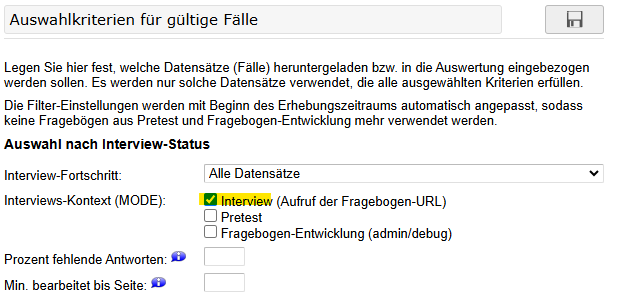 Auswahlkriterien für gültige Fälle
Legen Sie hier fest, welche Datensätze (Fälle) heruntergeladen bzw. in die Auswertung eingebezogen
werden sollen. Es werden nur solche Datensätze verwendet, die alle ausgewählten Kriterien erfüllen.
Die Filter-Einstellungen werden mit Beginn des Erhebungszeitraums automatisch angepasst, sodass
keine Fragebögen aus Pretest und Fragebogen-Entwicklung mehr verwendet werden.
Auswahl nach Interview-Status
Interview-Fortschritt: Alle Datensätze
Interviews-Kontext (MODE): Interview (Aufruf der Fragebogen-URL)
Pretest
Fragebogen-Entwicklung (admin/debug)
Prozent fehlende Antworten:
Min. bearbeitet bis Seite: